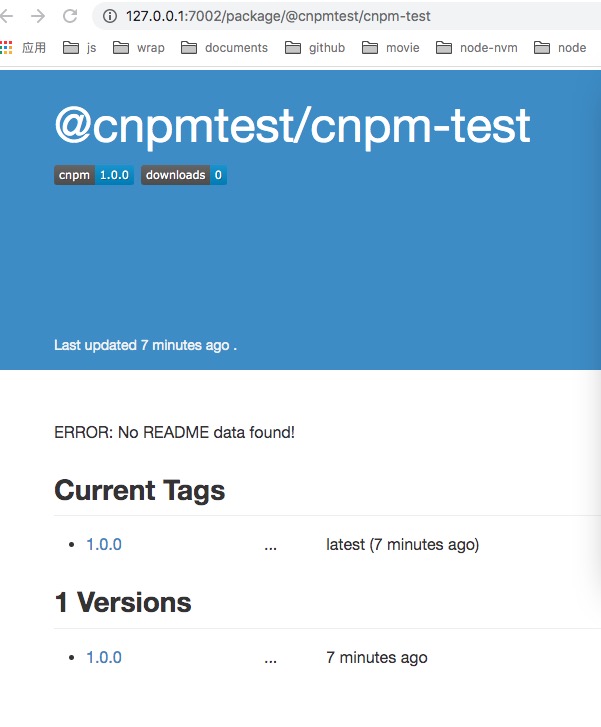 127.0.0.1:7002/package/@cnpmtest/cnpm-test
应用 js wrap documents github movie node-nvm node
@cnpmtest/cnpm-test
cnpm 1.0.0 downloads 0
Last updated 7 minutes ago .
ERROR: No README data found!
Current Tags
1.0.0 ... latest (7 minutes ago)
1 Versions
1.0.0 ... 7 minutes ago